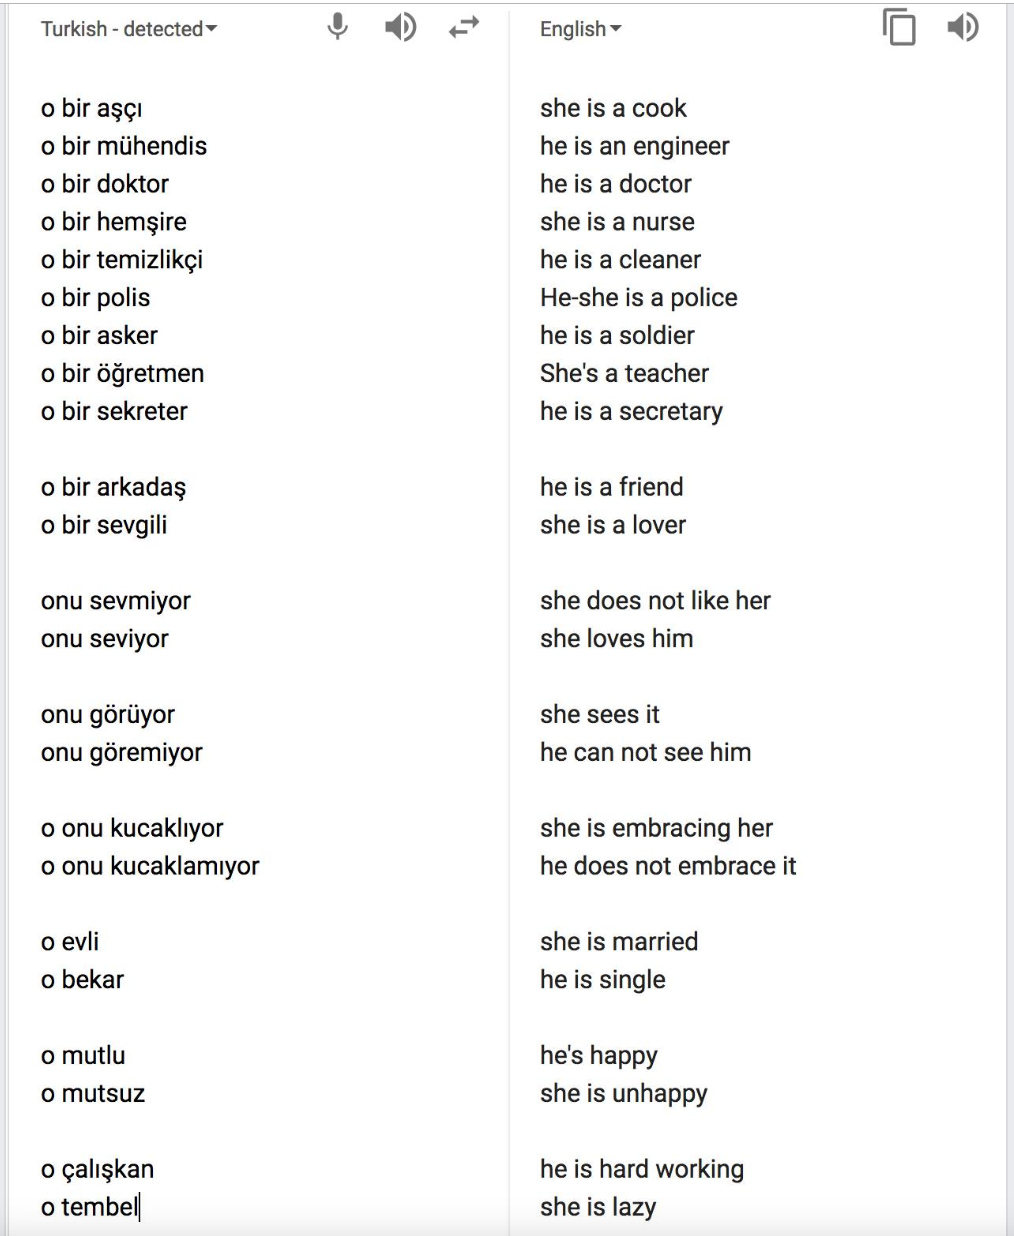 Turkish - detected
English
o bir aşçı
o bir mühendis
o bir doktor
o bir hemşire
o bir temizlikçi
o bir polis
o bir asker
o bir öğretmen
o bir sekreter
o bir arkadaş
o bir sevgili
onu sevmiyor
onu seviyor
onu görüyor
onu göremiyor
o onu kucaklıyor
o onu kucaklamıyor
o evli
o bekar
o mutlu
o mutsuz
o çalışkan
o tembel
she is a cook
he is an engineer
he is a doctor
she is a nurse
he is a cleaner
He-she is a police
he is a soldier
She's a teacher
he is a secretary
he is a friend
she is a lover
she does not like her
she loves him
she sees it
he can not see him
she is embracing her
he does not embrace it
she is married
he is single
he's happy
she is unhappy
he is hard working
she is lazy